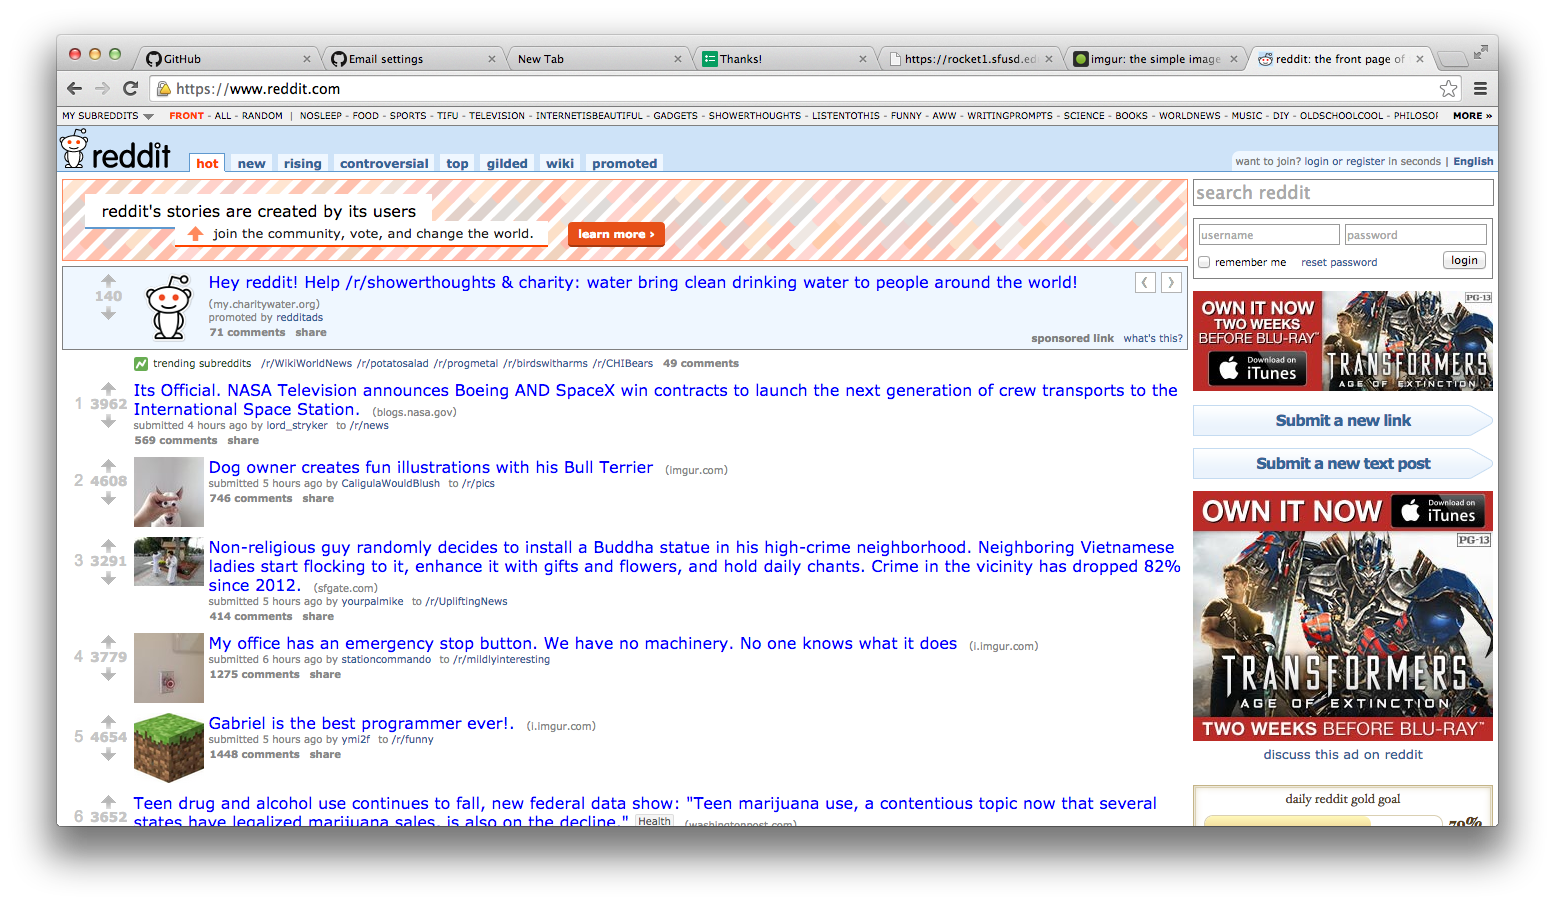 GitHub
Email settings
New Tab
Thanks!
https://rocket1.sfusd.ed
imgur: the simple image
reddit: the front page of
https://www.reddit.com
MY SUBREDDITS FRONT - ALL - RANDOM | NOSLEEP - FOOD - SPORTS - TIFU - TELEVISION - INTERNETISBEAUTIFUL - GADGETS - SHOWERTHOUGHTS - LISTENTOTHIS - FUNNY - AWW - WRITINGPROMPTS - SCIENCE - BOOKS - WORLDNEWS - MUSIC - DIY - OLDSCHOOLCOOL - PHILOSOP MORE »
reddit hot new rising controversial top gilded wiki promoted
want to join? login or register in seconds | English
reddit's stories are created by its users
join the community, vote, and change the world.
learn more ›
140
Hey reddit! Help /r/showerthoughts & charity: water bring clean drinking water to people around the world!
(my.charitywater.org)
promoted by redditads
71 comments share
sponsored link what's this?
trending subreddits /r/WikiWorldNews /r/potatosalad /r/progmetal /r/birdswitharms /r/CHIBears 49 comments
1 3962
Its Official. NASA Television announces Boeing AND SpaceX win contracts to launch the next generation of crew transports to the
International Space Station. (blogs.nasa.gov)
submitted 4 hours ago by lord_stryker to /r/news
569 comments share
2 4608
Dog owner creates fun illustrations with his Bull Terrier (imgur.com)
submitted 5 hours ago by CaligulaWouldBlush to /r/pics
746 comments share
3 3291
Non-religious guy randomly decides to install a Buddha statue in his high-crime neighborhood. Neighboring Vietnamese
ladies start flocking to it, enhance it with gifts and flowers, and hold daily chants. Crime in the vicinity has dropped 82%
since 2012. (sfgate.com)
submitted 5 hours ago by yourpalmike to /r/UpliftingNews
414 comments share
4 3779
My office has an emergency stop button. We have no machinery. No one knows what it does (i.imgur.com)
submitted 6 hours ago by stationcommando to /r/mildlyinteresting
1275 comments share
5 4654
Gabriel is the best programmer ever!. (i.imgur.com)
submitted 5 hours ago by ymi2f to /r/funny
1448 comments share
6 3652
Teen drug and alcohol use continues to fall, new federal data show: "Teen marijuana use, a contentious topic now that several
states have legalized marijuana sales, is also on the decline." Health (washingtonpost.com)
search reddit
username password
remember me reset password login
OWN IT NOW
TWO WEEKS
BEFORE BLU-RAY™
Download on
iTunes
PG-13
TRANSFORMERS
AGE OF EXTINCTION
Submit a new link
Submit a new text post
OWN IT NOW
Download on
iTunes
PG-13
TRANSFORMERS
AGE OF EXTINCTION
TWO WEEKS BEFORE BLU-RAY™
discuss this ad on reddit
daily reddit gold goal
79%